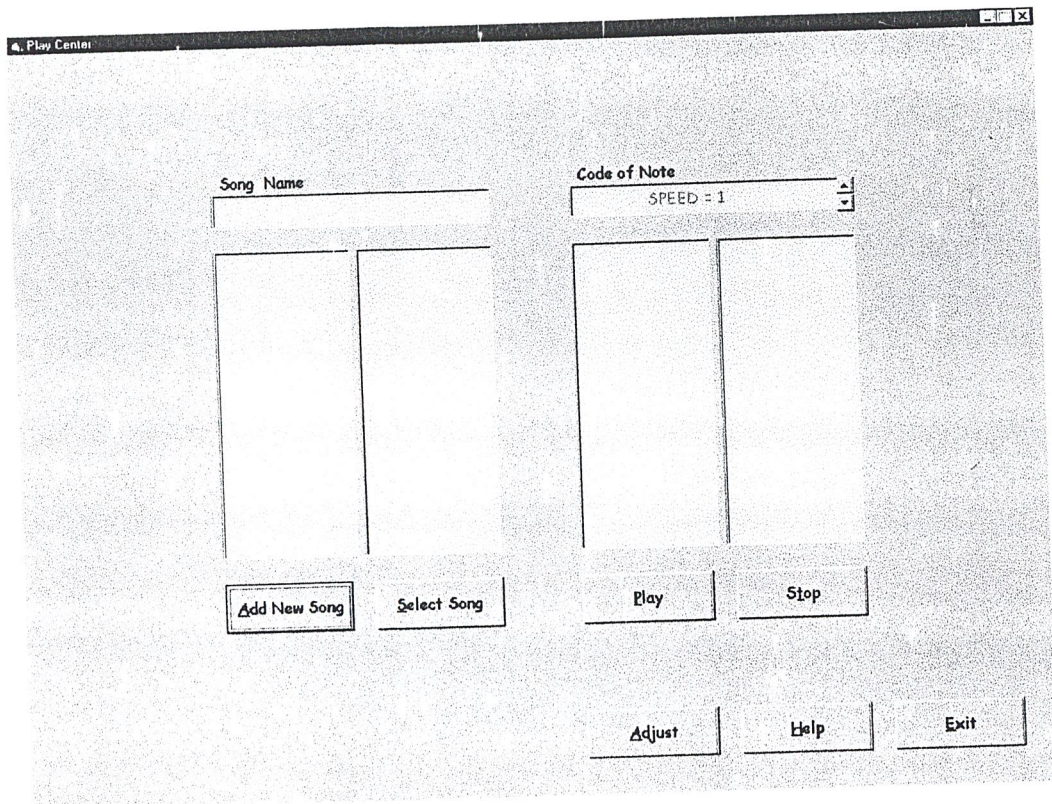 Play Center
Song Name
Code of Note
SPEED = 1
Add New Song
Select Song
Play
Stop
Adjust
Help
Exit